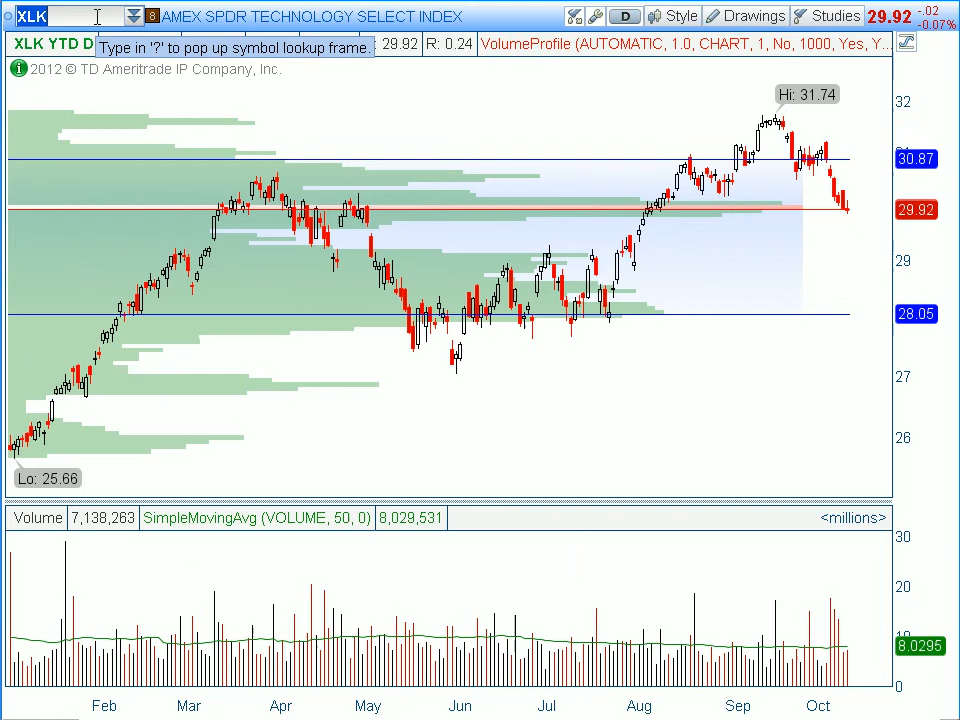 XLK 8 AMEX SPDR TECHNOLOGY SELECT INDEX D Style Drawings Studies 29.92 -.02
-0.07%
XLK YTD D 29.92 R: 0.24 VolumeProfile (AUTOMATIC, 1.0, CHART, 1, No, 1000, Yes, Y...
Type in '?' to pop up symbol lookup frame.
2012 © TD Ameritrade IP Company, Inc.
Hi: 31.74
32
30.87
29.92
29
28.05
27
26
Lo: 25.66
Volume 7,138,263 SimpleMovingAvg (VOLUME, 50, 0) 8,029,531 <millions>
30
20
10
8.0295
0
Feb Mar Apr May Jun Jul Aug Sep Oct